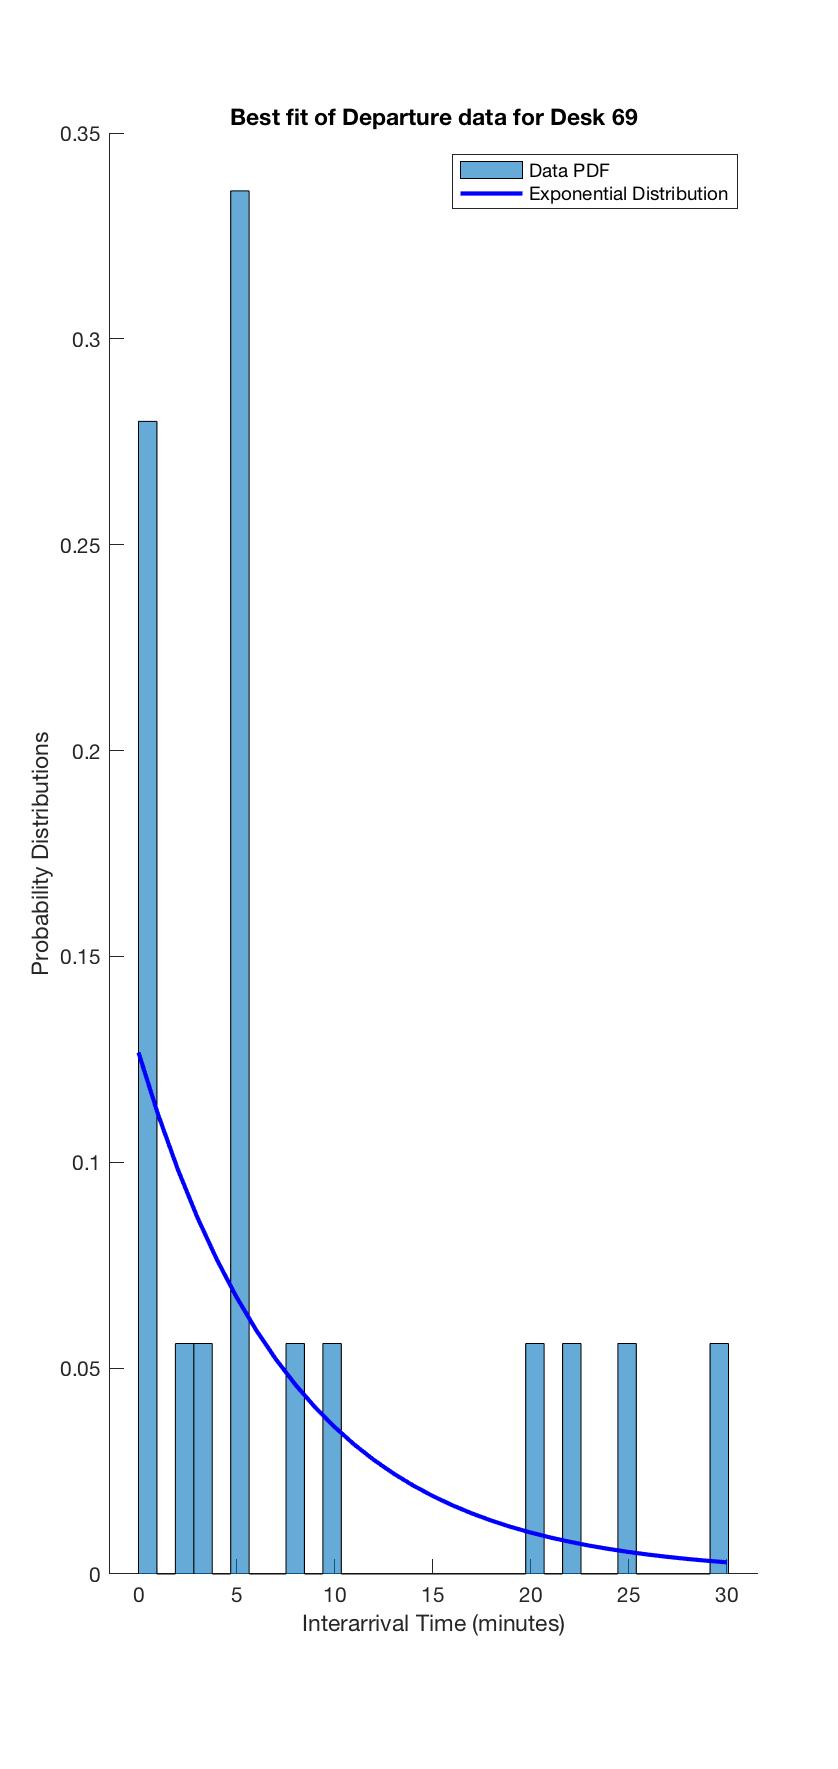 Best fit of Departure data for Desk 69
Data PDF
Exponential Distribution
0.35
0.3
0.25
0.2
0.15
0.1
0.05
0
Probability Distributions
0 5 10 15 20 25 30
Interarrival Time (minutes)